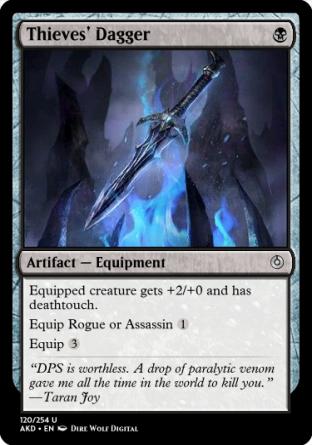 Thieves' Dagger
Artifact — Equipment
Equipped creature gets +2/+0 and has
deathtouch.
Equip Rogue or Assassin 1
Equip 3
"DPS is worthless. A drop of paralytic venom
gave me all the time in the world to kill you."
—Taran Joy
120/254 U
AKD • EN Dire Wolf Digital